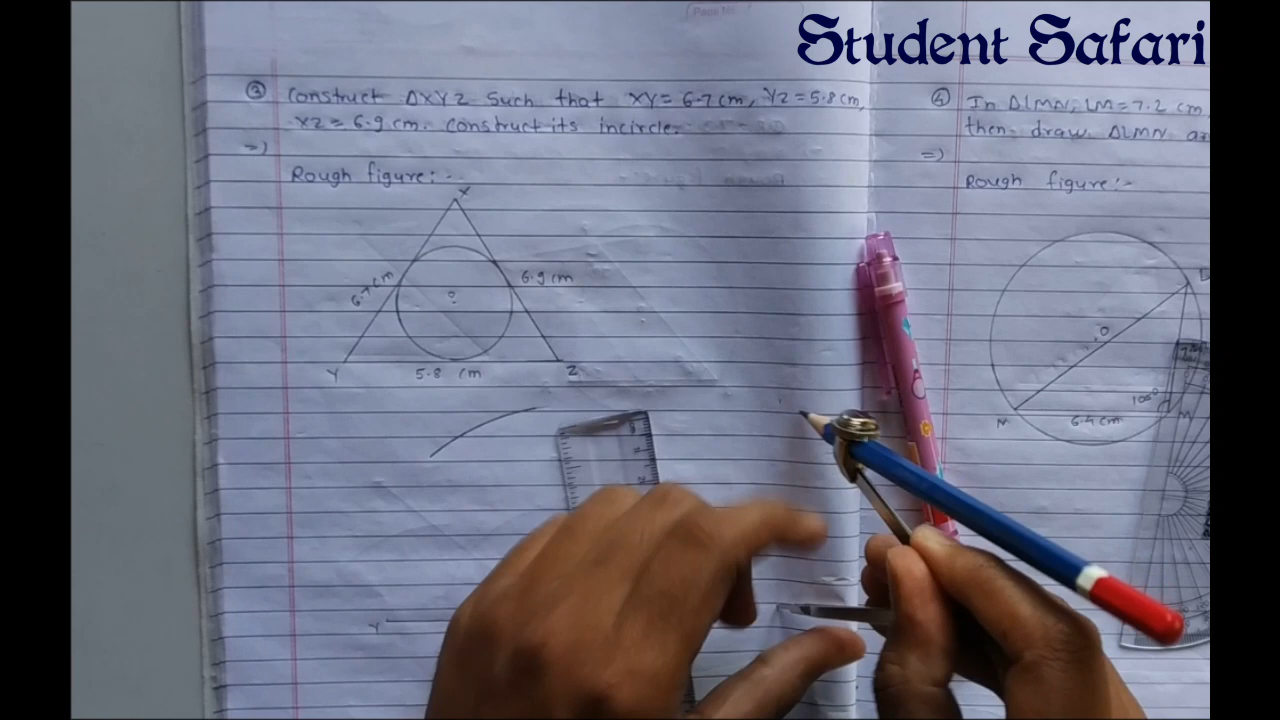 Student Safari
③ Construct ΔXYZ Such that XY = 6.7 cm, YZ = 5.8 cm,
XZ = 6.9 cm. Construct its incircle.
=)
Rough figure:-
X
6.7 cm
6.9 cm
Y
5.8 cm
Z
Y
④ In ΔLMN, LM = 7.2 cm
then draw ΔLMN
=)
Rough figure:-
L
O
105°
N
6.4 cm
M